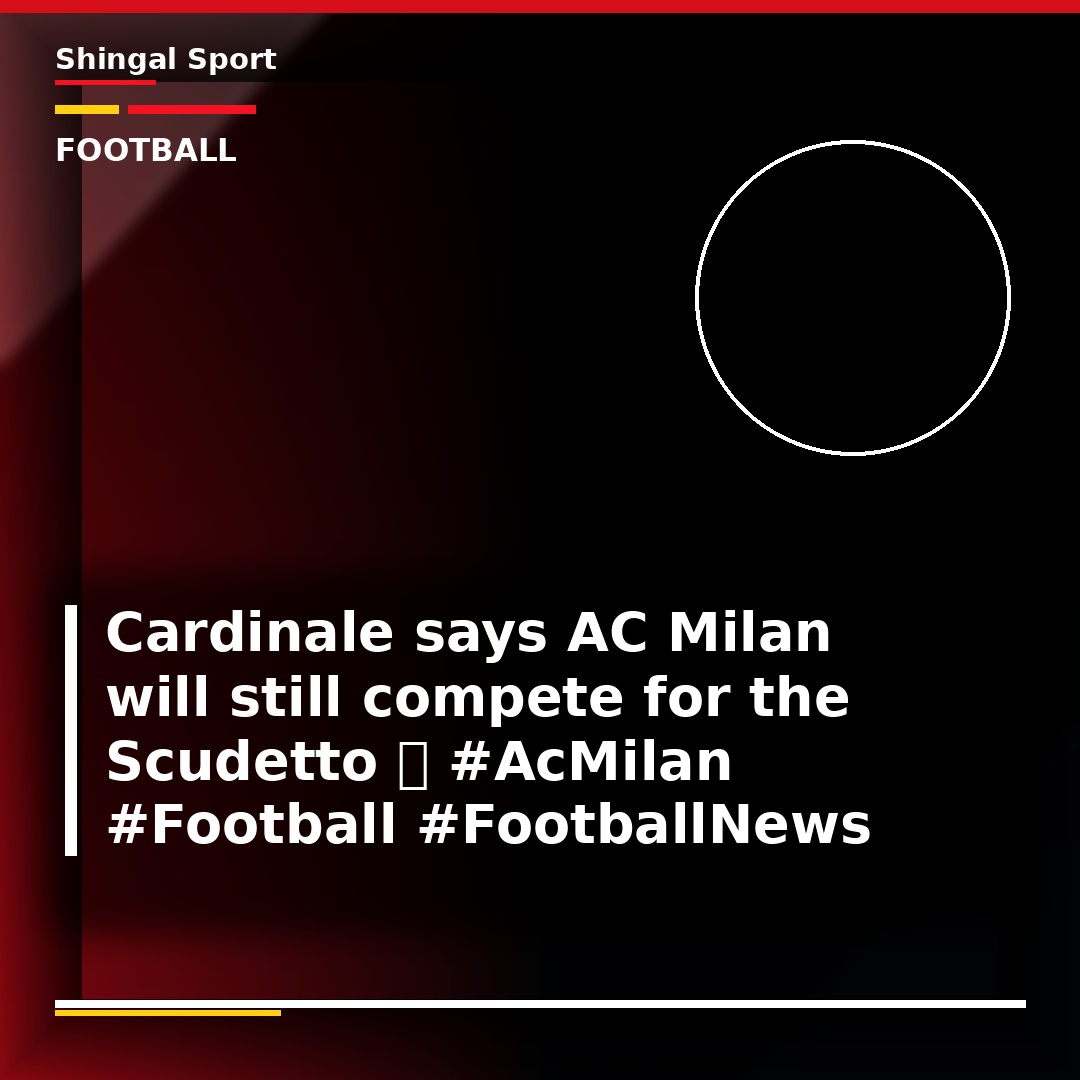 Shingal Sport
FOOTBALL
Cardinale says AC Milan
will still compete for the
Scudetto ▯ #AcMilan
#Football #FootballNews